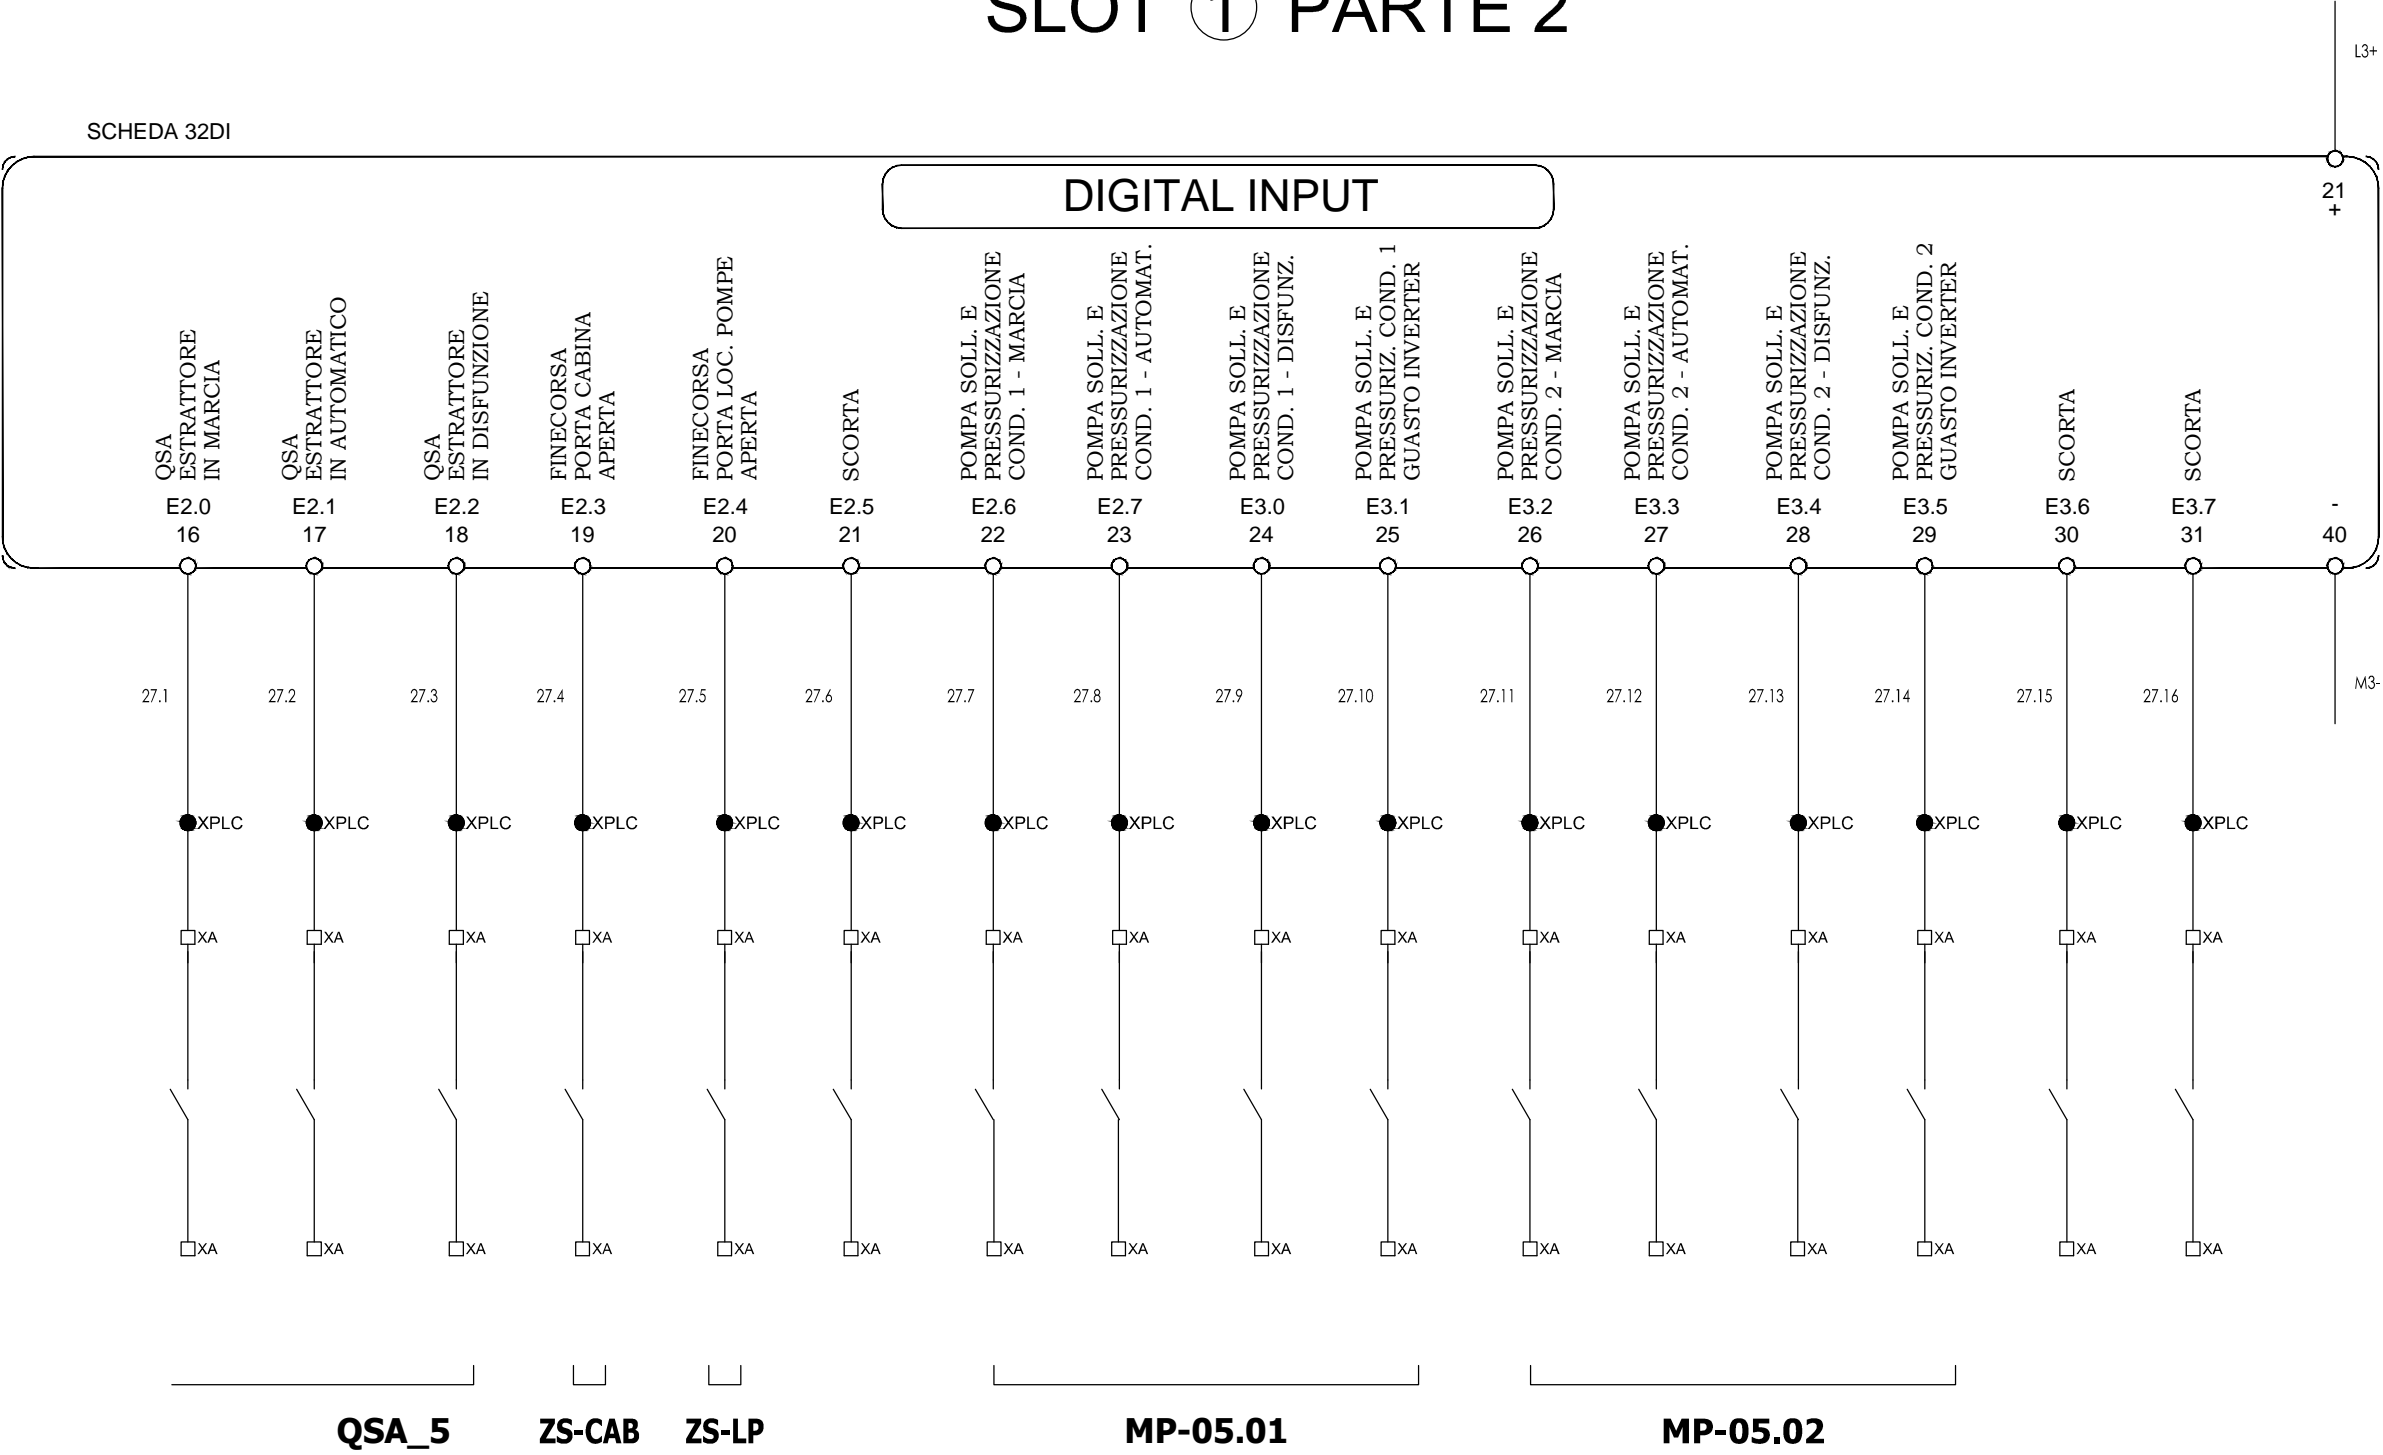 SLOT 1 PARTE 2
L3+
SCHEDA 32DI
DIGITAL INPUT
21
+
QSA
ESTRATTORE
IN MARCIA
QSA
ESTRATTORE
IN AUTOMATICO
QSA
ESTRATTORE
IN DISFUNZIONE
FINECORSA
PORTA CABINA
APERTA
FINECORSA
PORTA LOC. POMPE
APERTA
SCORTA
POMPA SOLL. E
PRESSURIZZAZIONE
COND. 1 - MARCIA
POMPA SOLL. E
PRESSURIZZAZIONE
COND. 1 - AUTOMAT.
POMPA SOLL. E
PRESSURIZZAZIONE
COND. 1 - DISFUNZ.
POMPA SOLL. E
PRESSURIZ. COND. 1
GUASTO INVERTER
POMPA SOLL. E
PRESSURIZZAZIONE
COND. 2 - MARCIA
POMPA SOLL. E
PRESSURIZZAZIONE
COND. 2 - AUTOMAT.
POMPA SOLL. E
PRESSURIZZAZIONE
COND. 2 - DISFUNZ.
POMPA SOLL. E
PRESSURIZ. COND. 2
GUASTO INVERTER
SCORTA
SCORTA
E2.0 E2.1 E2.2 E2.3 E2.4 E2.5 E2.6 E2.7 E3.0 E3.1 E3.2 E3.3 E3.4 E3.5 E3.6 E3.7 -
16 17 18 19 20 21 22 23 24 25 26 27 28 29 30 31 40
27.1 27.2 27.3 27.4 27.5 27.6 27.7 27.8 27.9 27.10 27.11 27.12 27.13 27.14 27.15 27.16 M3-
XPLC XPLC XPLC XPLC XPLC XPLC XPLC XPLC XPLC XPLC XPLC XPLC XPLC XPLC XPLC XPLC
XA XA XA XA XA XA XA XA XA XA XA XA XA XA XA XA
XA XA XA XA XA XA XA XA XA XA XA XA XA XA XA XA
QSA_5 ZS-CAB ZS-LP MP-05.01 MP-05.02